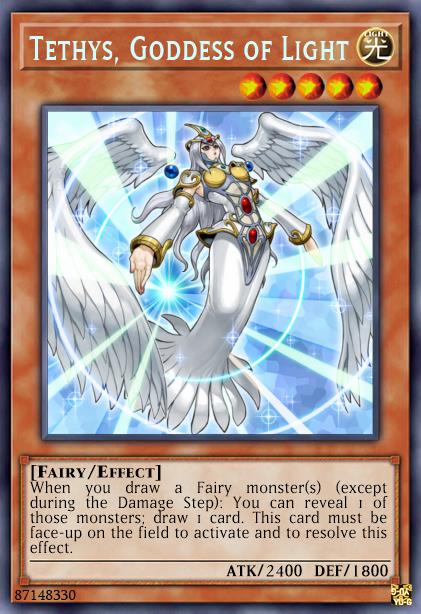 TETHYS, GODDESS OF LIGHT
LIGHT
光
[FAIRY/EFFECT]
When you draw a Fairy monster(s) (except
during the Damage Step): You can reveal 1 of
those monsters; draw 1 card. This card must be
face-up on the field to activate and to resolve this
effect.
ATK/2400 DEF/1800
87148330